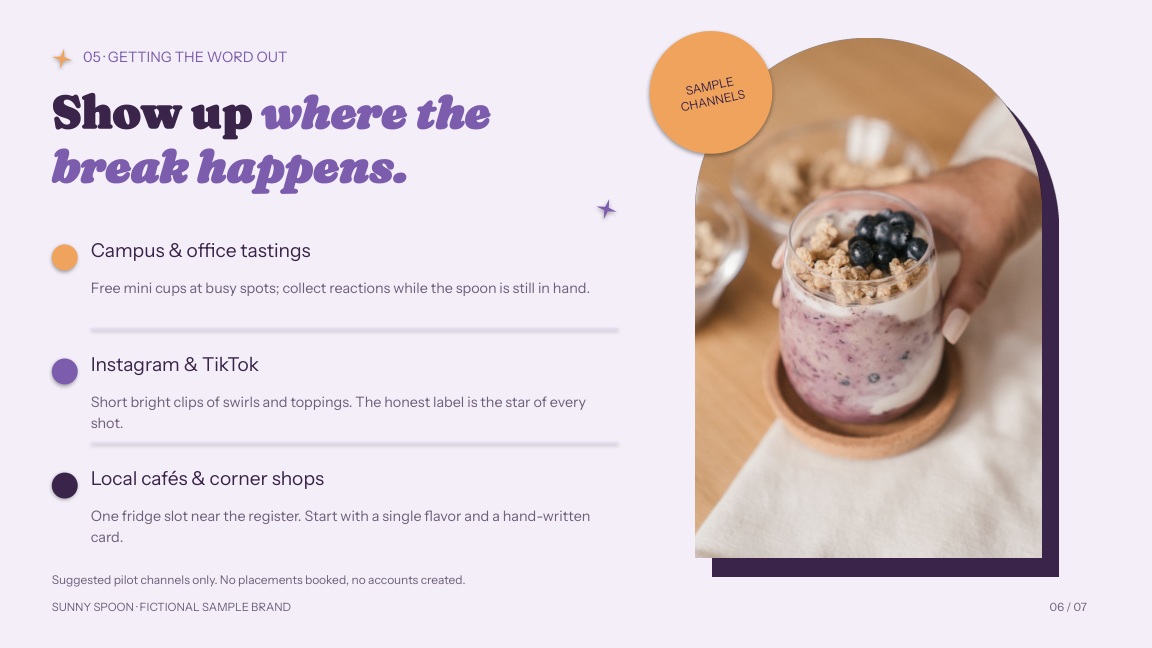 05 · GETTING THE WORD OUT
Show up where the
break happens.
SAMPLE
CHANNELS
Campus & office tastings
Free mini cups at busy spots; collect reactions while the spoon is still in hand.
Instagram & TikTok
Short bright clips of swirls and toppings. The honest label is the star of every
shot.
Local cafés & corner shops
One fridge slot near the register. Start with a single flavor and a hand-written
card.
Suggested pilot channels only. No placements booked, no accounts created.
SUNNY SPOON · FICTIONAL SAMPLE BRAND
06 / 07